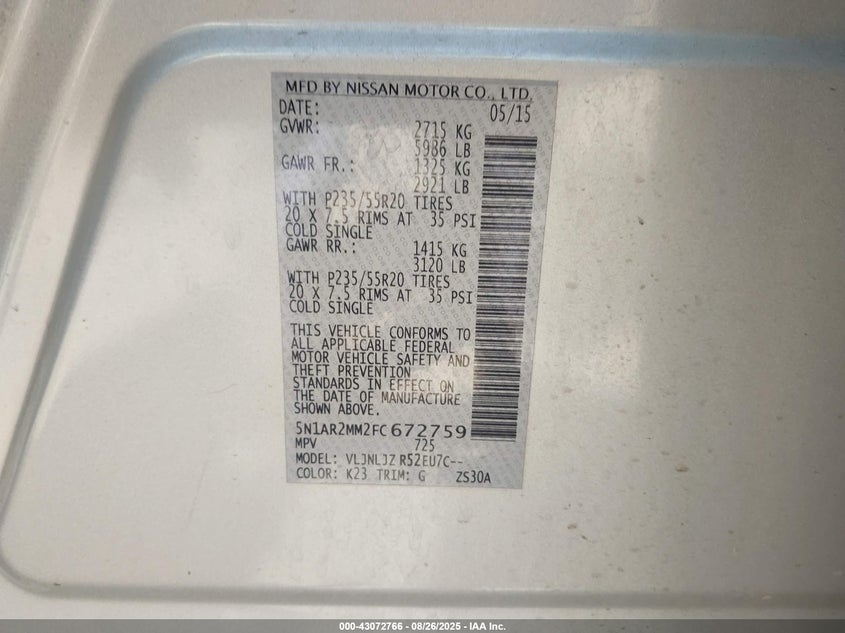 MFD BY NISSAN MOTOR CO., LTD.
DATE: 05/15
GVWR: 2715 KG
5986 LB
GAWR FR.: 1325 KG
2921 LB
WITH P235/55R20 TIRES
20 X 7.5 RIMS AT 35 PSI
COLD SINGLE
GAWR RR.: 1415 KG
3120 LB
WITH P235/55R20 TIRES
20 X 7.5 RIMS AT 35 PSI
COLD SINGLE
THIS VEHICLE CONFORMS TO
ALL APPLICABLE FEDERAL
MOTOR VEHICLE SAFETY AND
THEFT PREVENTION
STANDARDS IN EFFECT ON
THE DATE OF MANUFACTURE
SHOWN ABOVE.
5N1AR2MM2FC672759
MPV 725
MODEL: VLJNLJZ R52EU7C--
COLOR: K23 TRIM: G ZS30A
000-43072766 - 08/26/2025 - IAA Inc.